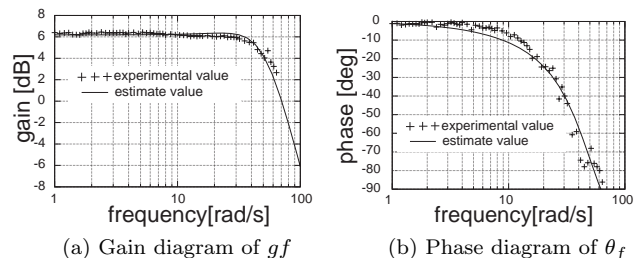 8
6
4
2
0
2
4
6
8
gain [dB]
+++ experimental value
estimate value
1
10
100
frequency[rad/s]
(a) Gain diagram of gf
0
-10
-20
-30
-40
-50
-60
-70
-80
-90
phase [deg]
+++ experimental value
estimate value
1
10
100
frequency[rad/s]
(b) Phase diagram of θf